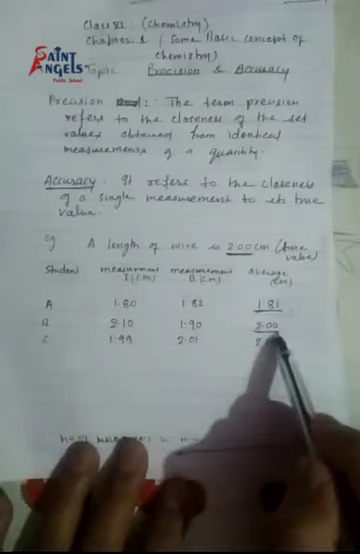 Class XI (Chemistry)
Chapter 1 (Some Basic concept of
chemistry)
SAINT
ANGELS
Public School
Topic Precision & Accuracy
Precision : The term precision
refers to the closeness of the set
values obtained from identical
measurements of a quantity.
Accuracy : It refers to the closeness
of a single measurement to its true
value.
eg A length of wire is 2.00cm (true
value)
Student measurement measurement average
I (cm) II (cm) (cm)
A 1.80 1.82 1.81
B 2.10 1.90 2.00
C 1.99 2.01 2.